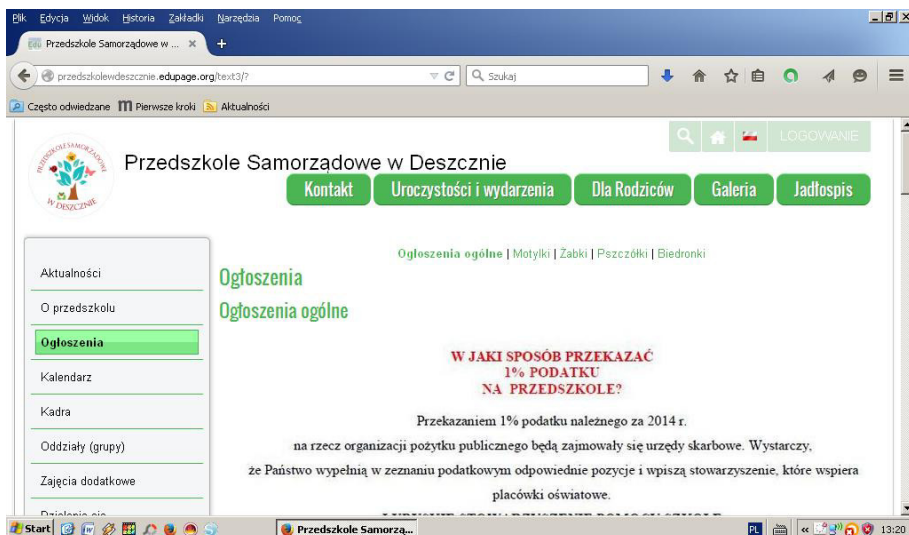 Plik Edycja Widok Historia Zakładki Narzędzia Pomoc
Przedszkole Samorządowe w ... × +
przedszkolewdeszcznie.edupage.org/text3/? Szukaj
Często odwiedzane Pierwsze kroki Aktualności
LOGOWANIE
PRZEDSZKOLE SAMORZĄDOWE W DESZCZNIE
Przedszkole Samorządowe w Deszcznie
Kontakt Uroczystości i wydarzenia Dla Rodziców Galeria Jadłospis
Ogłoszenia ogólne | Motylki | Żabki | Pszczółki | Biedronki
Aktualności
O przedszkolu
Ogłoszenia
Kalendarz
Kadra
Oddziały (grupy)
Zajęcia dodatkowe
Ogłoszenia
Ogłoszenia ogólne
W JAKI SPOSÓB PRZEKAZAĆ
1% PODATKU
NA PRZEDSZKOLE?
Przekazaniem 1% podatku należnego za 2014 r.
na rzecz organizacji pożytku publicznego będą zajmowały się urzędy skarbowe. Wystarczy,
że Państwo wypełnią w zeznaniu podatkowym odpowiednie pozycje i wpiszą stowarzyszenie, które wspiera
placówki oświatowe.
Start Przedszkole Samorzą... PL « 13:20